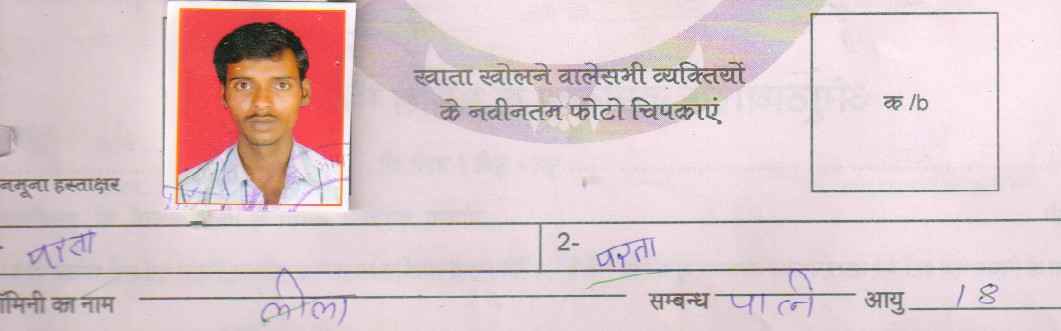 खाता खोलने वालेसभी व्यक्तियों
के नवीनतम फोटो चिपकाएं
क /b
नमूना हस्ताक्षर
परता 2- परता
नॉमिनी का नाम लीला सम्बन्ध पत्नि आयु 18